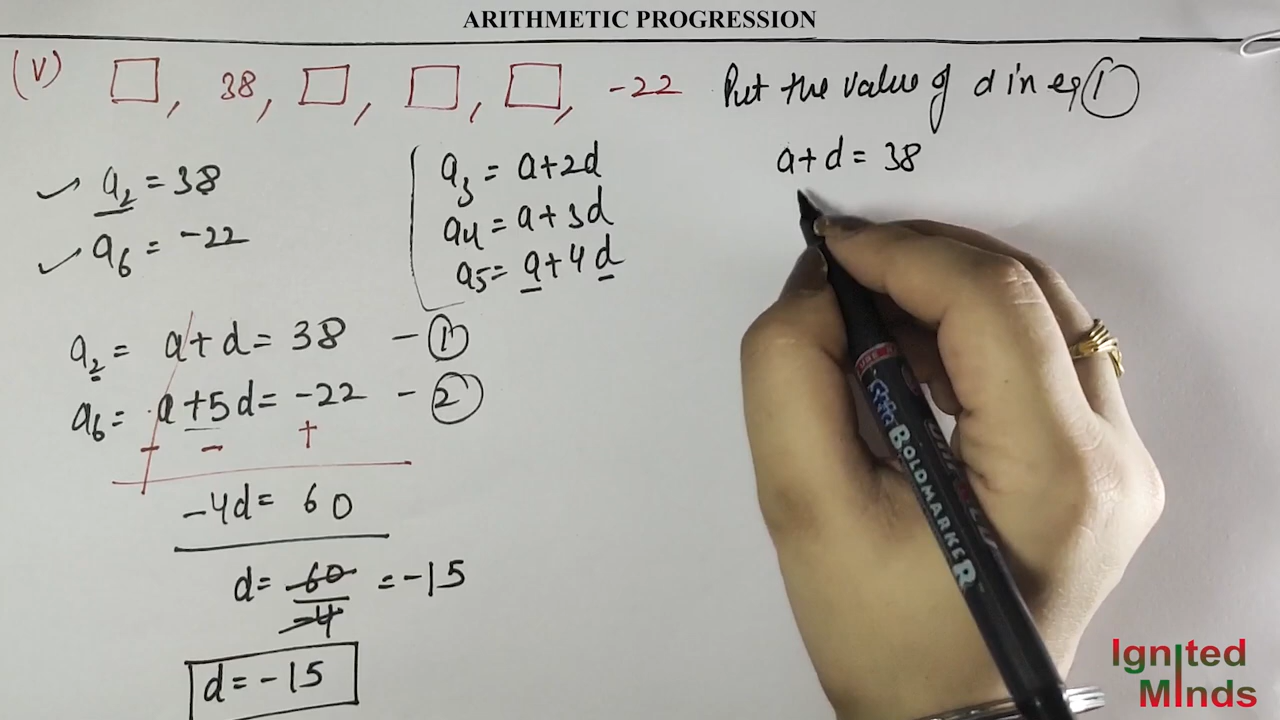 ARITHMETIC PROGRESSION
(v) □, 38, □, □, □, -22
a₂ = 38
a₆ = -22
a₃ = a+2d
a₄ = a+3d
a₅ = a+4d
a₂ = a+d = 38 - ①
a₆ = a+5d = -22 - ②
- - +
-4d = 60
d = 60/-4 = -15
d = -15
Put the value of d in eq ①
a+d = 38
BOLDMARKER
Ignited
Minds